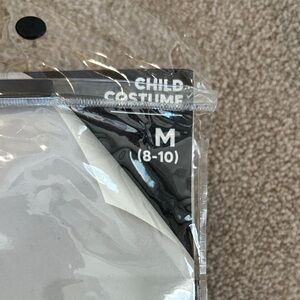 CHILD
COSTUME
M
(8-10)